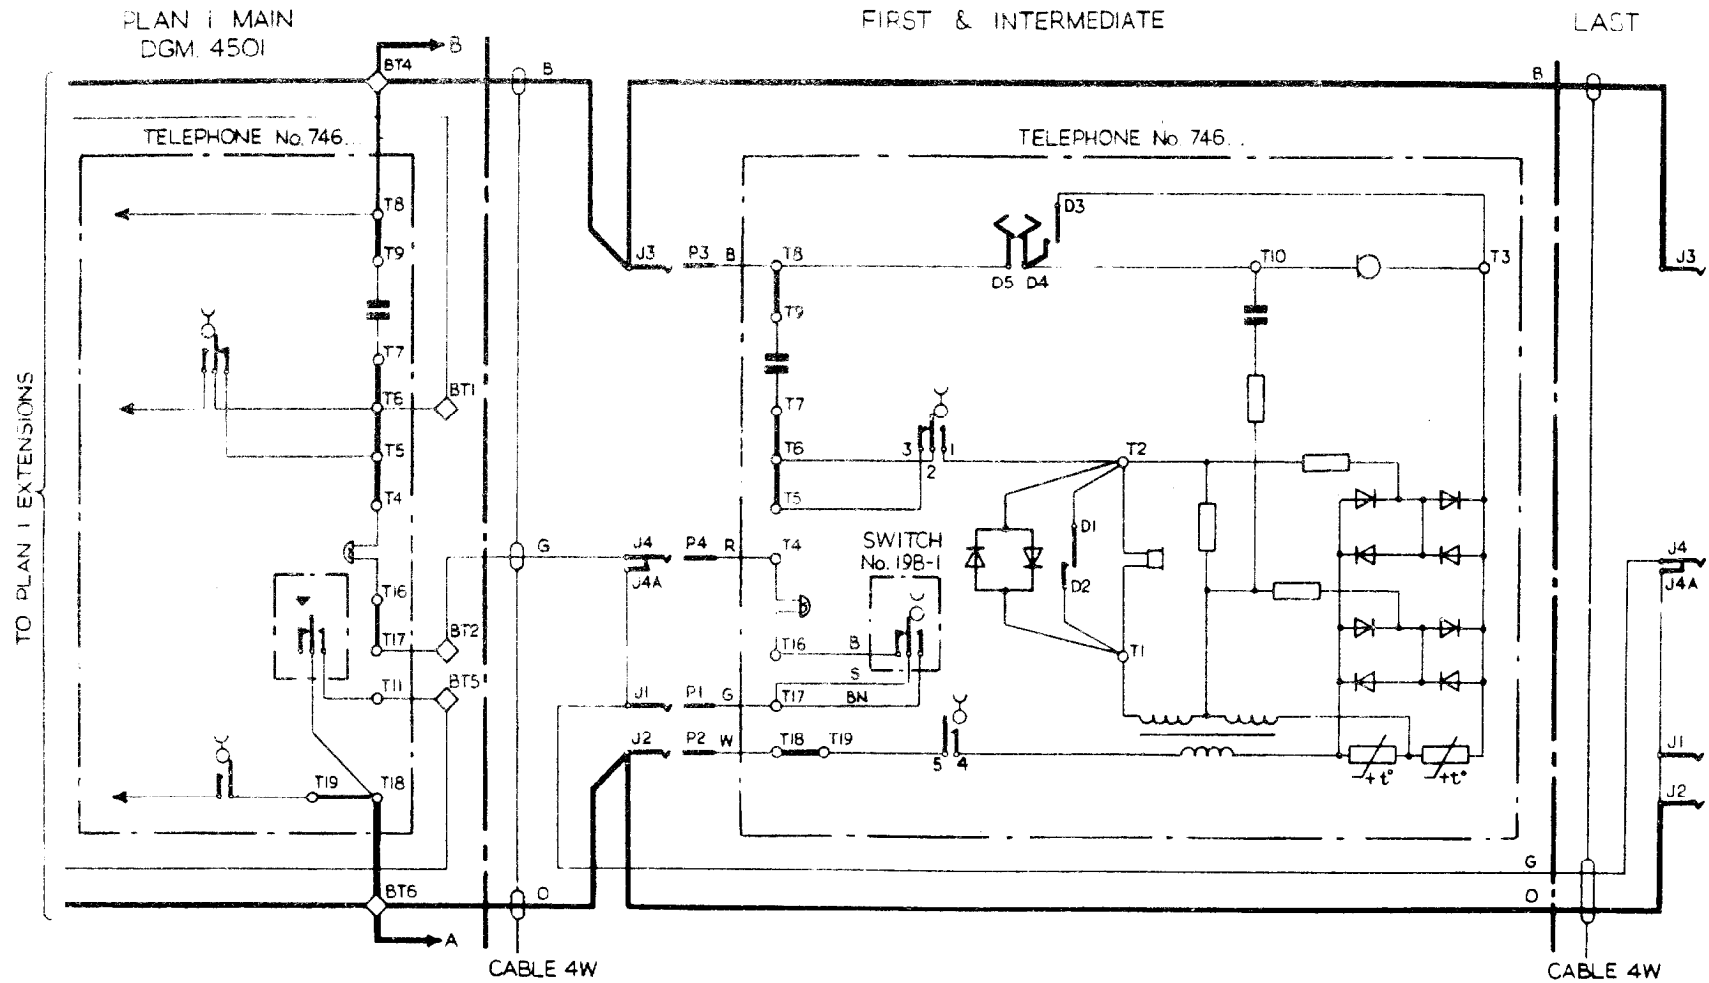 PLAN 1 MAIN
DGM. 4501
FIRST & INTERMEDIATE
LAST
B
BT4
B
B
TELEPHONE No. 746..
TELEPHONE No. 746..
T8
D3
T9
J3
P3
B
T8
D5
D4
T10
T3
J3
T9
T7
T7
T6
BT1
T6
3
2
1
T2
T5
T5
T4
TO PLAN 1 EXTENSIONS
G
J4
P4
R
T4
J4A
SWITCH
No. 19B-1
D1
D2
J4
J4A
T16
T17
BT2
T16
B
T1
S
T11
BT5
J1
P1
G
T17
BN
J2
P2
W
T18
T19
5
4
+t°
+t°
J1
J2
T19
T18
G
BT6
O
O
A
CABLE 4W
CABLE 4W